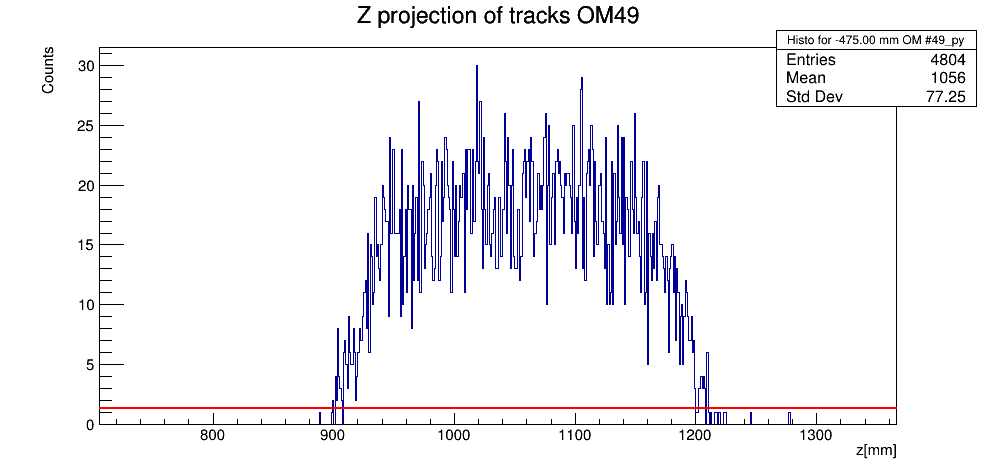 Z projection of tracks OM49
Histo for -475.00 mm OM #49_py
Entries 4804
Mean 1056
Std Dev 77.25
Counts
30
25
20
15
10
5
0
800 900 1000 1100 1200 1300
z[mm]